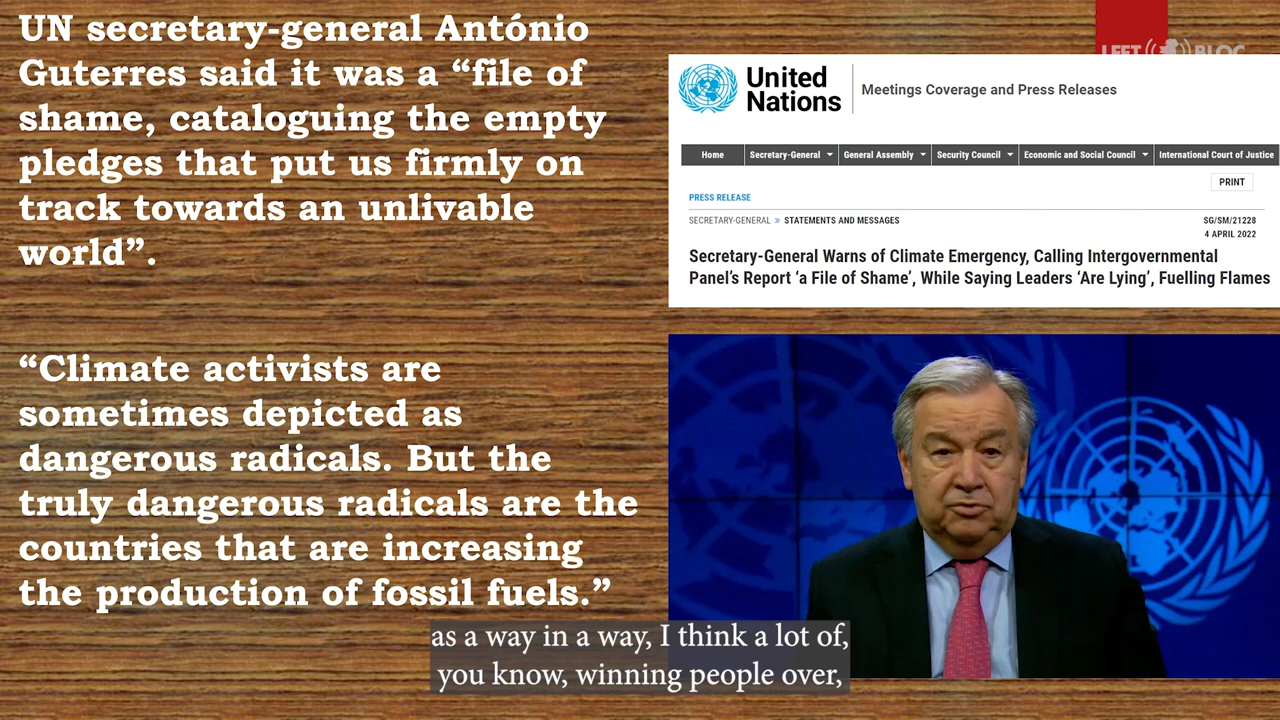 UN secretary-general António
Guterres said it was a “file of
shame, cataloguing the empty
pledges that put us firmly on
track towards an unlivable
world”.
“Climate activists are
sometimes depicted as
dangerous radicals. But the
truly dangerous radicals are the
countries that are increasing
the production of fossil fuels.”
LEFT BLOC
United
Nations
Meetings Coverage and Press Releases
Home Secretary-General General Assembly Security Council Economic and Social Council International Court of Justice
PRINT
PRESS RELEASE
SECRETARY-GENERAL » STATEMENTS AND MESSAGES
SG/SM/21228
4 APRIL 2022
Secretary-General Warns of Climate Emergency, Calling Intergovernmental
Panel’s Report ‘a File of Shame’, While Saying Leaders ‘Are Lying’, Fuelling Flames
as a way in a way, I think a lot of,
you know, winning people over,